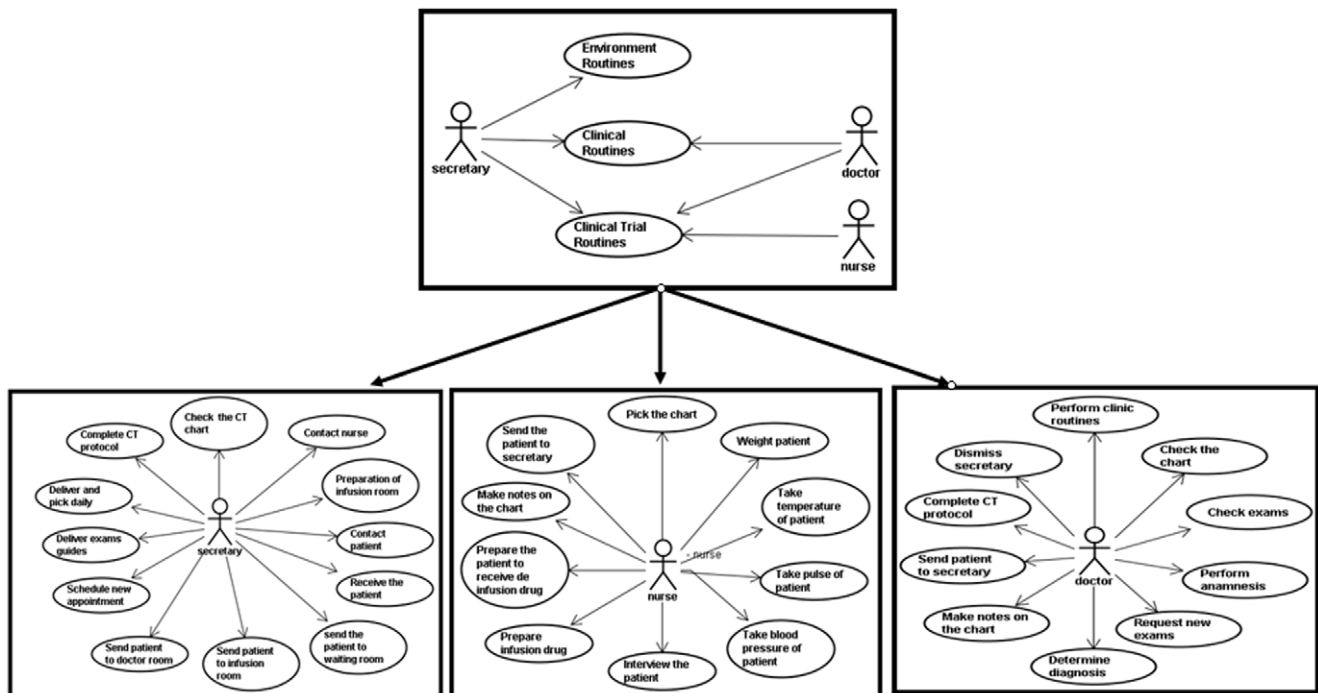 Environment
Routines
secretary
Clinical
Routines
doctor
Clinical Trial
Routines
nurse
Check the CT
chart
Complete CT
protocol
Contact nurse
Deliver and
pick daily
Preparation of
infusion room
secretary
Deliver exams
guides
Contact
patient
Schedule new
appointment
Receive the
patient
Send patient
to doctor room
Send patient
to infusion
room
send the
patient to
waiting room
Pick the chart
Send the
patient to
secretary
Weight patient
Make notes on
the chart
Take
temperature
of patient
- nurse
Prepare the
patient to
receive de
infusion drug
nurse
Take pulse of
patient
Prepare
infusion drug
Interview the
patient
Take blood
pressure of
patient
Perform clinic
routines
Dismiss
secretary
Check the
chart
Complete CT
protocol
Check exams
Send patient
to secretary
doctor
Perform
anamnesis
Make notes on
the chart
Request new
exams
Determine
diagnosis